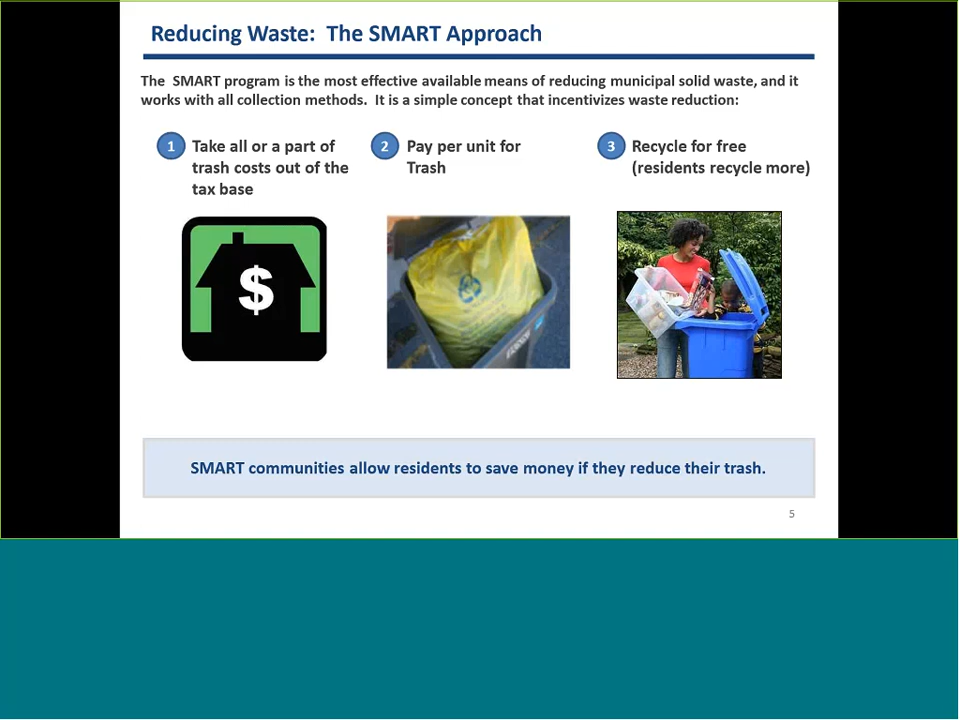 Reducing Waste: The SMART Approach
The SMART program is the most effective available means of reducing municipal solid waste, and it
works with all collection methods. It is a simple concept that incentivizes waste reduction:
1 Take all or a part of
trash costs out of the
tax base
2 Pay per unit for
Trash
3 Recycle for free
(residents recycle more)
$
SMART communities allow residents to save money if they reduce their trash.
5